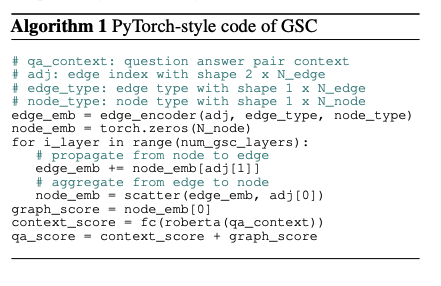 Algorithm 1 PyTorch-style code of GSC
# qa_context: question answer pair context
# adj: edge index with shape 2 x N_edge
# edge_type: edge type with shape 1 x N_edge
# node_type: node type with shape 1 x N_node
edge_emb = edge_encoder(adj, edge_type, node_type)
node_emb = torch.zeros(N_node)
for i_layer in range(num_gsc_layers):
# propagate from node to edge
edge_emb += node_emb[adj[1]]
# aggregate from edge to node
node_emb = scatter(edge_emb, adj[0])
graph_score = node_emb[0]
context_score = fc(roberta(qa_context))
qa_score = context_score + graph_score